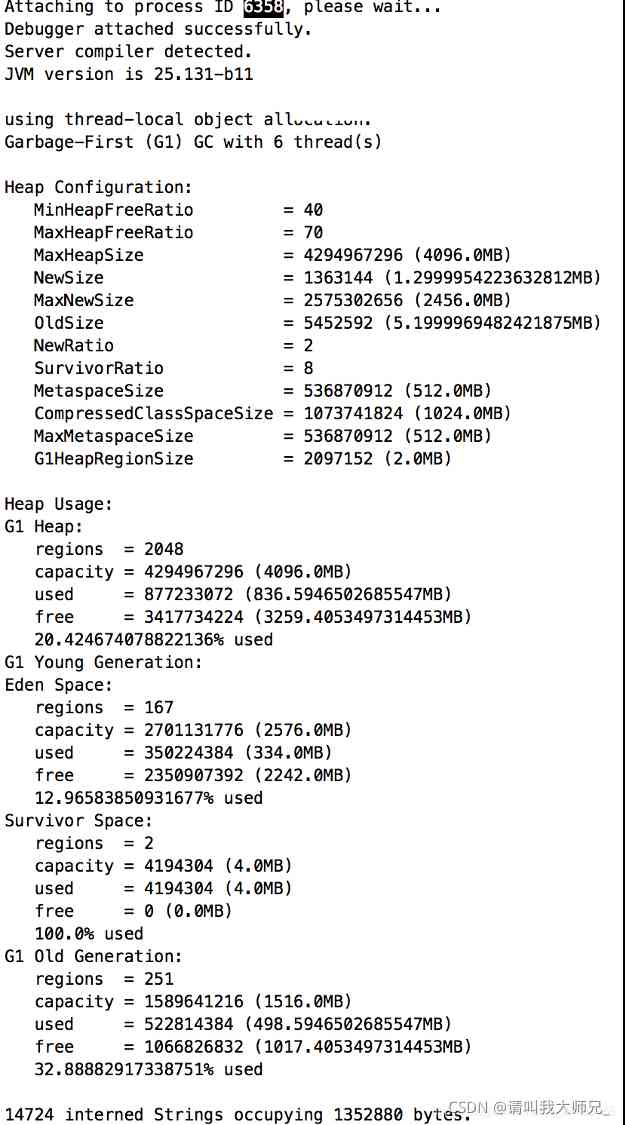 Attaching to process ID 6358, please wait...
Debugger attached successfully.
Server compiler detected.
JVM version is 25.131-b11
using thread-local object allocation.
Garbage-First (G1) GC with 6 thread(s)
Heap Configuration:
MinHeapFreeRatio = 40
MaxHeapFreeRatio = 70
MaxHeapSize = 4294967296 (4096.0MB)
NewSize = 1363144 (1.2999954223632812MB)
MaxNewSize = 2575302656 (2456.0MB)
OldSize = 5452592 (5.1999969482421875MB)
NewRatio = 2
SurvivorRatio = 8
MetaspaceSize = 536870912 (512.0MB)
CompressedClassSpaceSize = 1073741824 (1024.0MB)
MaxMetaspaceSize = 536870912 (512.0MB)
G1HeapRegionSize = 2097152 (2.0MB)
Heap Usage:
G1 Heap:
regions = 2048
capacity = 4294967296 (4096.0MB)
used = 877233072 (836.5946502685547MB)
free = 3417734224 (3259.4053497314453MB)
20.424674078822136% used
G1 Young Generation:
Eden Space:
regions = 167
capacity = 2701131776 (2576.0MB)
used = 350224384 (334.0MB)
free = 2350907392 (2242.0MB)
12.96583850931677% used
Survivor Space:
regions = 2
capacity = 4194304 (4.0MB)
used = 4194304 (4.0MB)
free = 0 (0.0MB)
100.0% used
G1 Old Generation:
regions = 251
capacity = 1589641216 (1516.0MB)
used = 522814384 (498.5946502685547MB)
free = 1066826832 (1017.4053497314453MB)
32.88882917338751% used
14724 interned Strings occupying 1352880 bytes.
CSDN @请叫我大师兄_